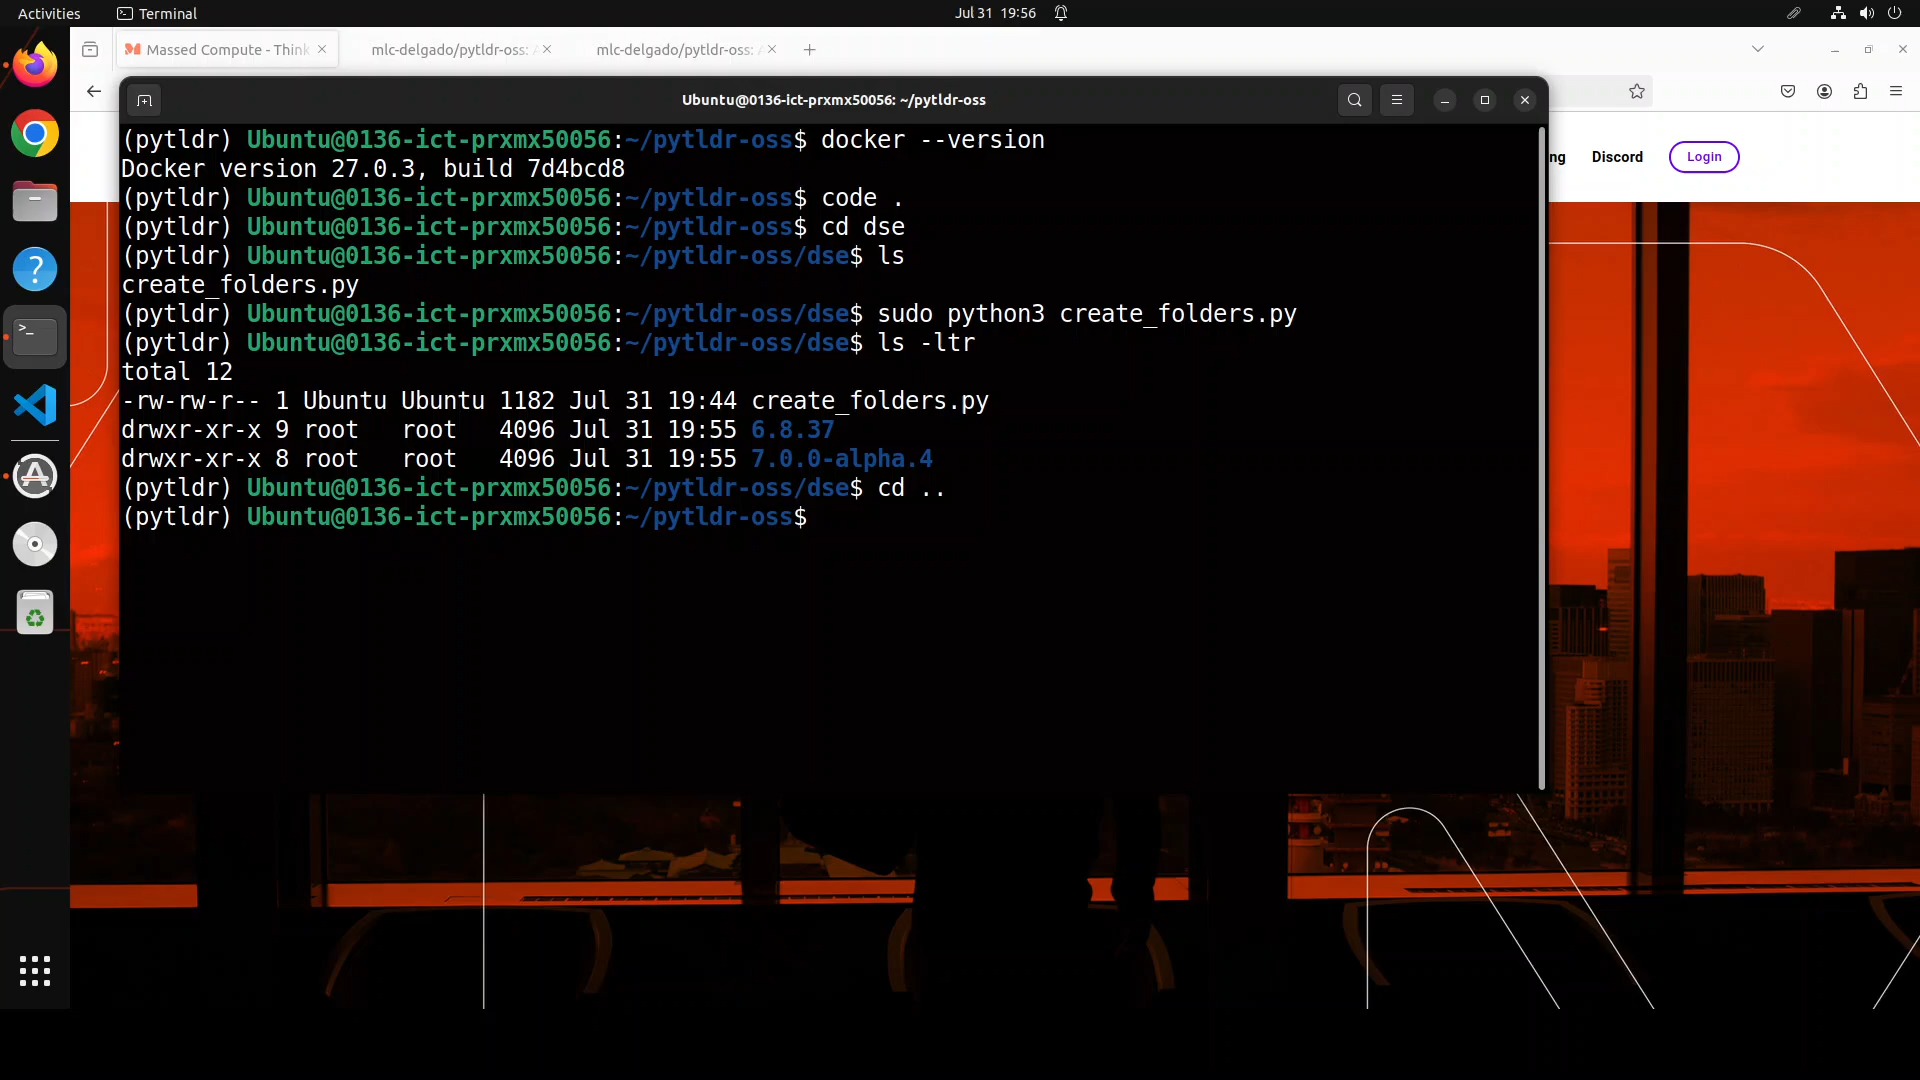 Activities
Terminal
Jul 31 19:56
Massed Compute - Think
mlc-delgado/pytldr-oss:
mlc-delgado/pytldr-oss:
Ubuntu@0136-ict-prxmx50056: ~/pytldr-oss
ng
Discord
Login
(pytldr) Ubuntu@0136-ict-prxmx50056:~/pytldr-oss$ docker --version
Docker version 27.0.3, build 7d4bcd8
(pytldr) Ubuntu@0136-ict-prxmx50056:~/pytldr-oss$ code .
(pytldr) Ubuntu@0136-ict-prxmx50056:~/pytldr-oss$ cd dse
(pytldr) Ubuntu@0136-ict-prxmx50056:~/pytldr-oss/dse$ ls
create_folders.py
(pytldr) Ubuntu@0136-ict-prxmx50056:~/pytldr-oss/dse$ sudo python3 create_folders.py
(pytldr) Ubuntu@0136-ict-prxmx50056:~/pytldr-oss/dse$ ls -ltr
total 12
-rw-rw-r-- 1 Ubuntu Ubuntu 1182 Jul 31 19:44 create_folders.py
drwxr-xr-x 9 root   root   4096 Jul 31 19:55 6.8.37
drwxr-xr-x 8 root   root   4096 Jul 31 19:55 7.0.0-alpha.4
(pytldr) Ubuntu@0136-ict-prxmx50056:~/pytldr-oss/dse$ cd ..
(pytldr) Ubuntu@0136-ict-prxmx50056:~/pytldr-oss$